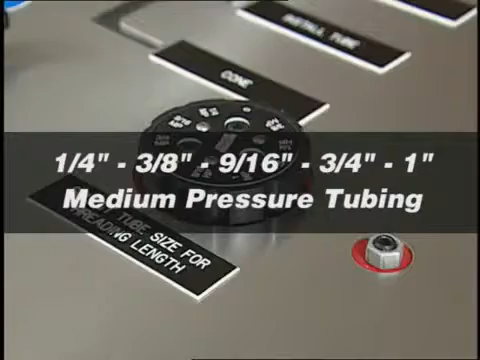 INSTALL TUBE
CONE
1/4" - 3/8" - 9/16" - 3/4" - 1"
Medium Pressure Tubing
TUBE SIZE FOR
THREADING LENGTH